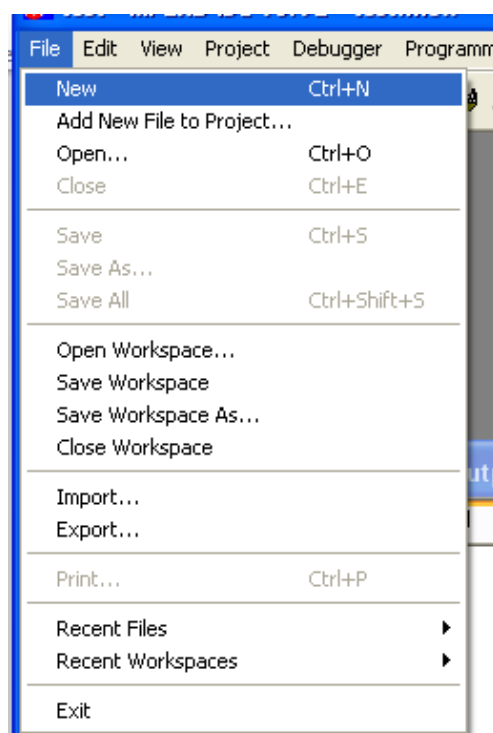 File Edit View Project Debugger Programm
New Ctrl+N
Add New File to Project...
Open... Ctrl+O
Close Ctrl+E
Save Ctrl+S
Save As...
Save All Ctrl+Shift+S
Open Workspace...
Save Workspace
Save Workspace As...
Close Workspace
Import...
Export...
Print... Ctrl+P
Recent Files
Recent Workspaces
Exit